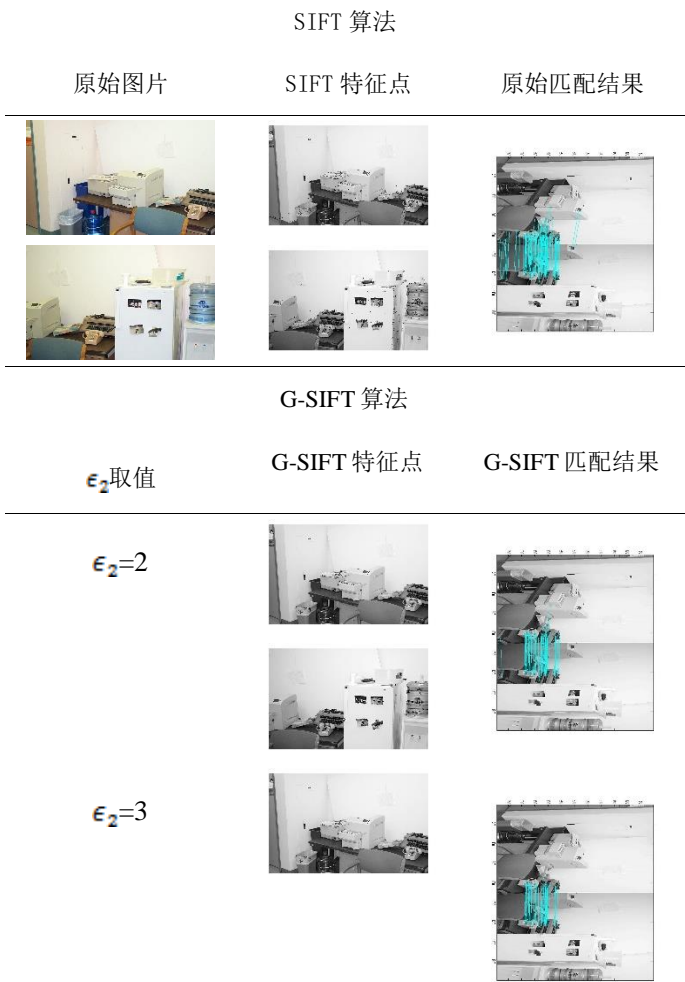 SIFT 算法
原始图片 SIFT 特征点 原始匹配结果
G-SIFT 算法
ϵ₂取值 G-SIFT 特征点 G-SIFT 匹配结果
ϵ₂=2
ϵ₂=3